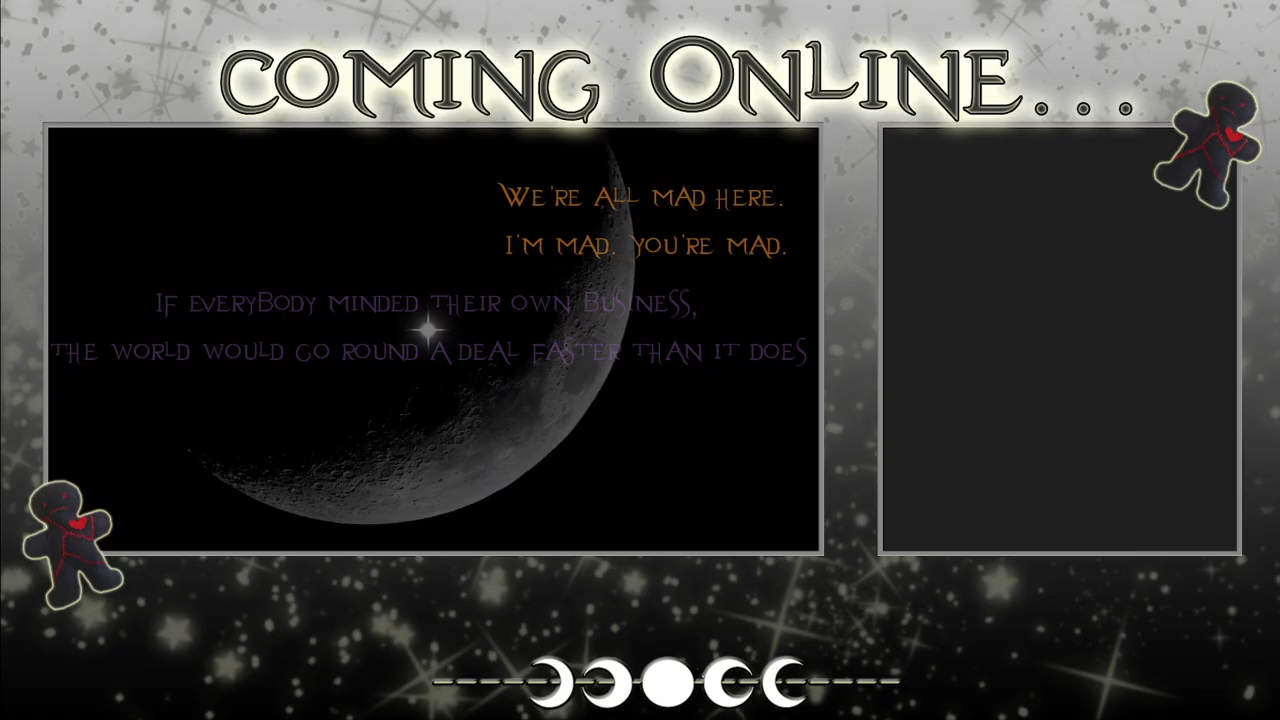 COMING ONLINE...
WE'RE ALL MAD HERE.
I'M MAD. YOU'RE MAD.
IF EVERYBODY MINDED THEIR OWN BUSINESS,
THE WORLD WOULD GO ROUND A DEAL FASTER THAN IT DOES